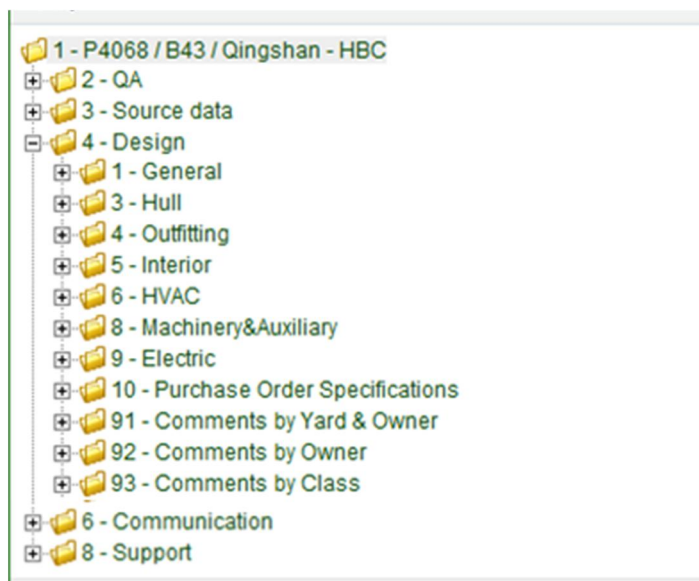 1 - P4068 / B43 / Qingshan - HBC
2 - QA
3 - Source data
4 - Design
1 - General
3 - Hull
4 - Outfitting
5 - Interior
6 - HVAC
8 - Machinery&Auxiliary
9 - Electric
10 - Purchase Order Specifications
91 - Comments by Yard & Owner
92 - Comments by Owner
93 - Comments by Class
6 - Communication
8 - Support